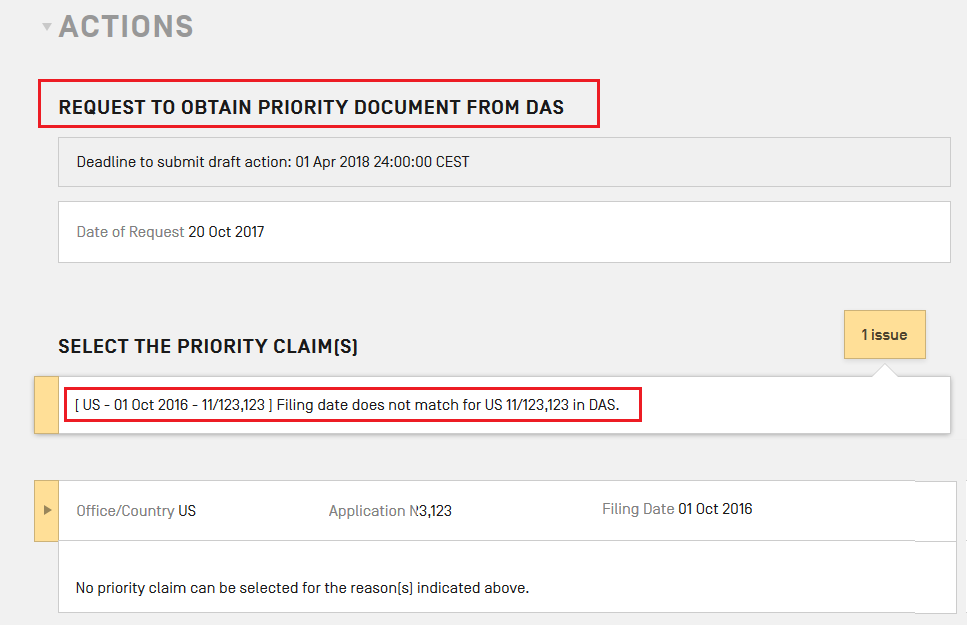 ACTIONS
REQUEST TO OBTAIN PRIORITY DOCUMENT FROM DAS
Deadline to submit draft action: 01 Apr 2018 24:00:00 CEST
Date of Request 20 Oct 2017
1 issue
SELECT THE PRIORITY CLAIM(S)
[ US - 01 Oct 2016 - 11/123,123 ] Filing date does not match for US 11/123,123 in DAS.
Office/Country US Application N3,123 Filing Date 01 Oct 2016
No priority claim can be selected for the reason(s) indicated above.